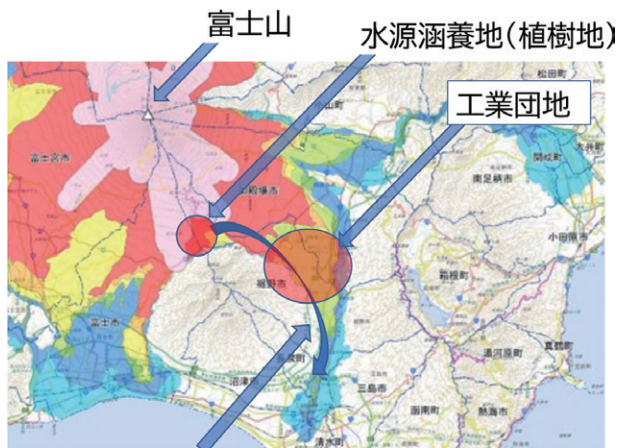 富士山
水源涵養地(植樹地)
工業団地
松田町
小山町
富士宮市
開成町
大井町
御殿場市
南足柄市
小田原市
箱根町
裾野市
富士市
真鶴町
湯河原町
長泉町
沼津市
三島市
函南町
熱海市
清水町